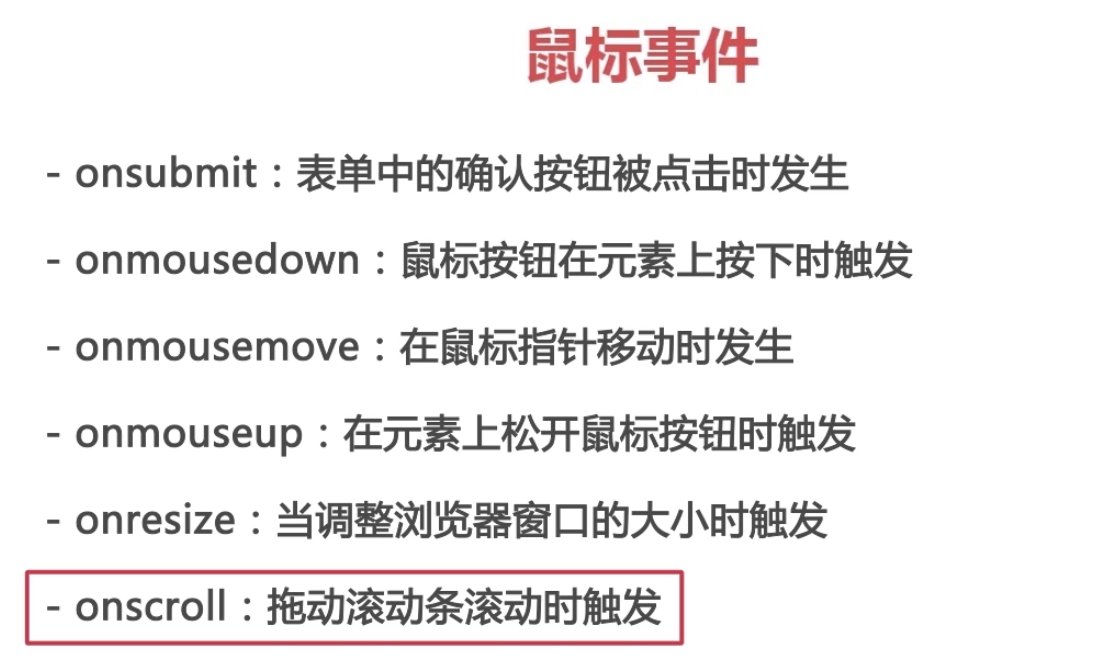 鼠标事件
- onsubmit：表单中的确认按钮被点击时发生
- onmousedown：鼠标按钮在元素上按下时触发
- onmousemove：在鼠标指针移动时发生
- onmouseup：在元素上松开鼠标按钮时触发
- onresize：当调整浏览器窗口的大小时触发
- onscroll：拖动滚动条滚动时触发